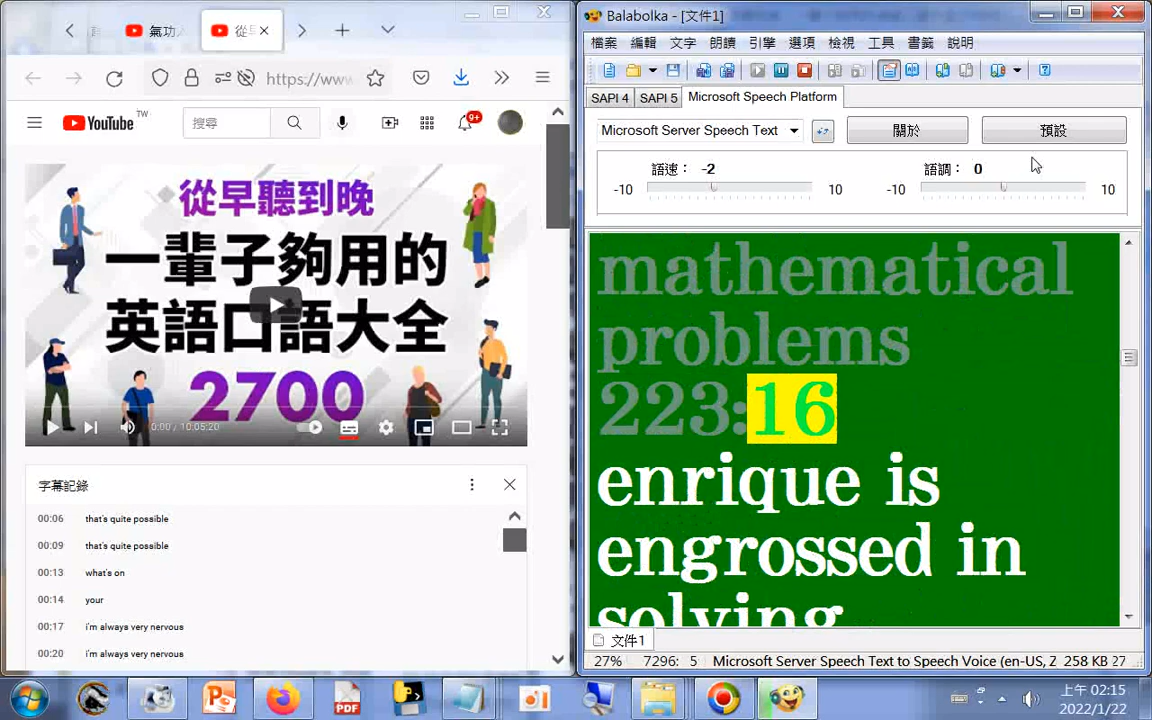 氣功
從
https://www
YouTube
TW
搜尋
9+
從早聽到晚
一輩子夠用的
英語口語大全
2700
0:00 / 10:05:20
字幕記錄
00:06 that's quite possible
00:09 that's quite possible
00:13 what's on
00:14 your
00:17 i'm always very nervous
00:20 i'm always very nervous
Balabolka - [文件1]
檔案 編輯 文字 朗讀 引擎 選項 檢視 工具 書籤 說明
SAPI 4 SAPI 5 Microsoft Speech Platform
Microsoft Server Speech Text 關於 預設
語速： -2 語調： 0
-10 10 -10 10
mathematical
problems
223:16
enrique is
engrossed in
solving
文件1
27% 7296: 5 Microsoft Server Speech Text to Speech Voice (en-US, Z 258 KB 27
PDF
上午 02:15
2022/1/22